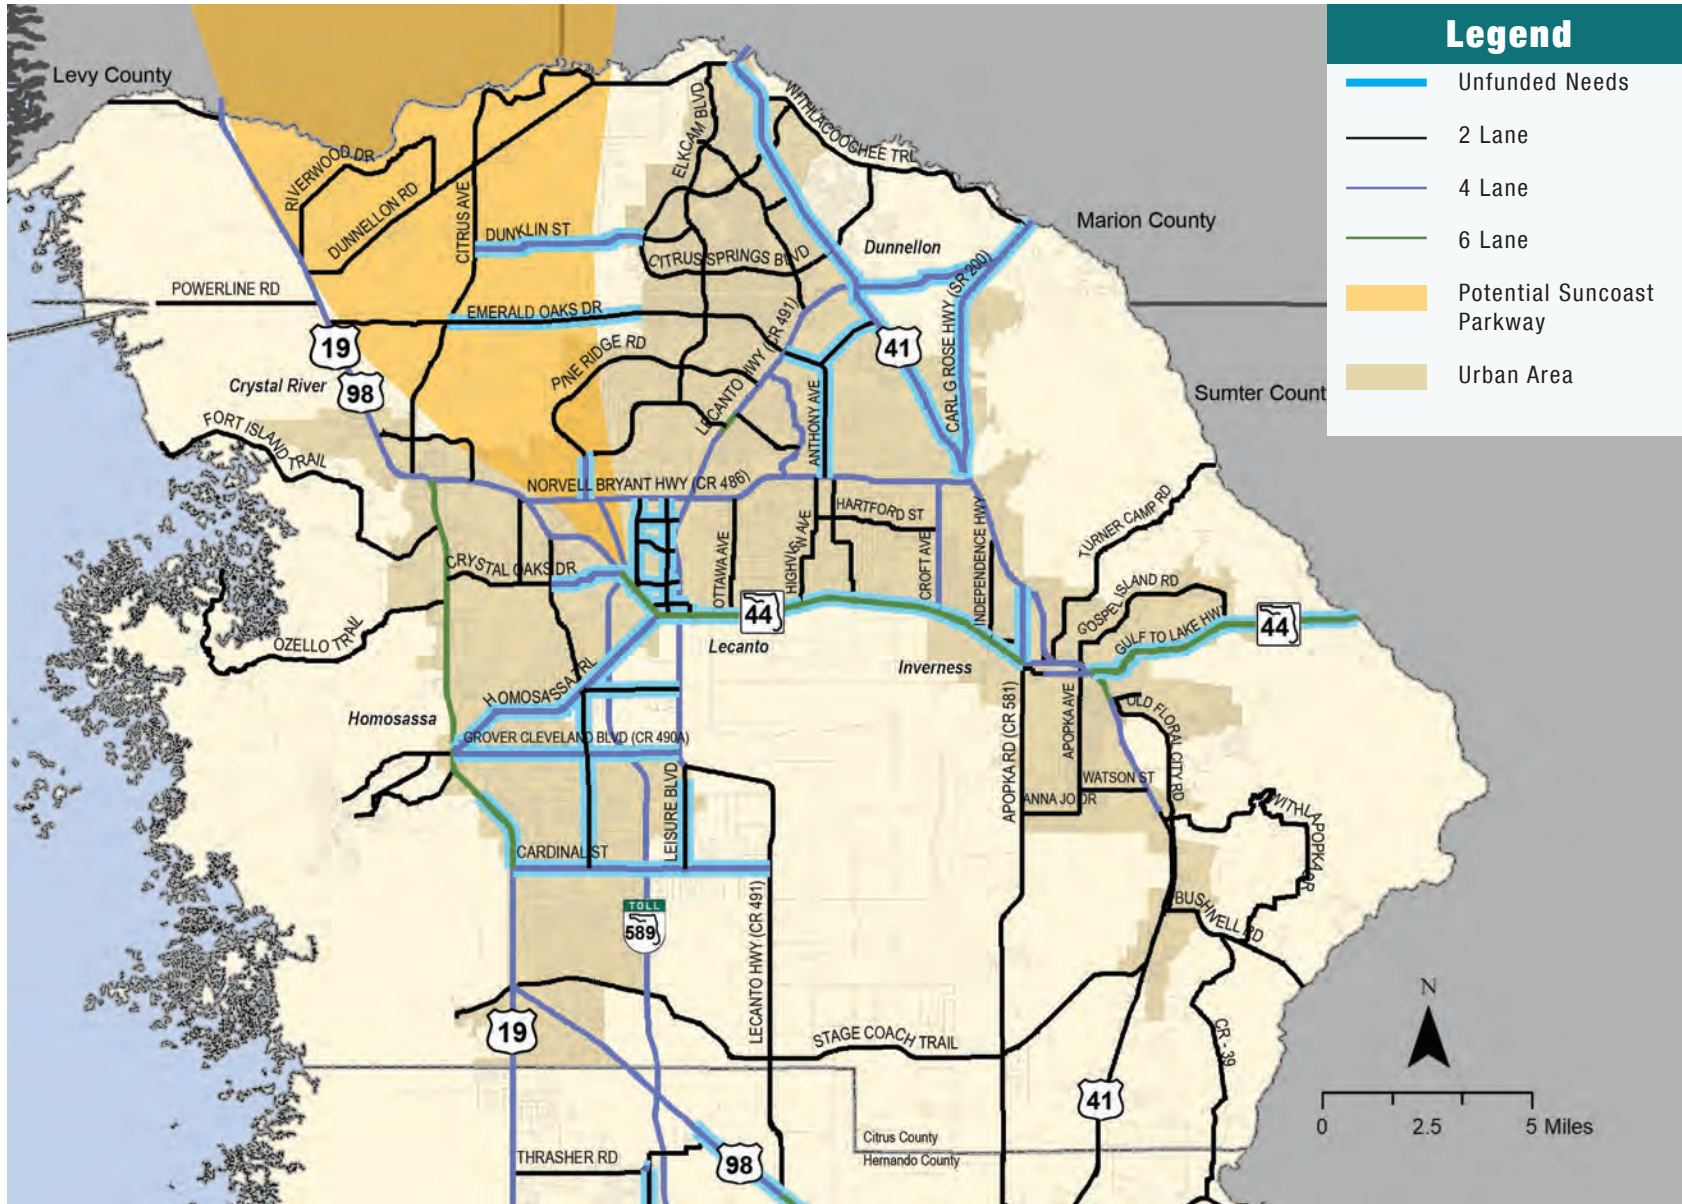 Legend
Unfunded Needs
2 Lane
4 Lane
6 Lane
Potential Suncoast
Parkway
Urban Area
Levy County
Marion County
Sumter Count
RIVERWOOD DR
DUNNELLON RD
CITRUS AVE
ELKCAM BLVD
WITHLACOOCHEE TRL
DUNKLIN ST
CITRUS SPRINGS BLVD
Dunnellon
POWERLINE RD
EMERALD OAKS DR
LECANTO HWY (CR 491)
CARL G ROSE HWY (SR 200)
19
41
PINE RIDGE RD
Crystal River
98
FORT ISLAND TRAIL
ANTHONY AVE
NORVELL BRYANT HWY (CR 486)
HARTFORD ST
TURNER CAMP RD
INDEPENDENCE HWY
CROFT AVE
OTTAWA AVE
CRYSTAL OAKS DR
GOSPEL ISLAND RD
GULF TO LAKE HWY
44
44
OZELLO TRAIL
Lecanto
Inverness
HOMOSASSA TRL
Homosassa
GROVER CLEVELAND BLVD (CR 490A)
APOPKA RD (CR 581)
APOPKA AVE
OLD FLORAL CITY RD
WATSON ST
ANNA JO DR
LEISURE BLVD
CARDINAL ST
WITHLAPOPKA DR
BUSHNELL RD
TOLL
589
LECANTO HWY (CR 491)
19
STAGE COACH TRAIL
CR - 39
41
N
0 2.5 5 Miles
Citrus County
Hernando County
THRASHER RD
98